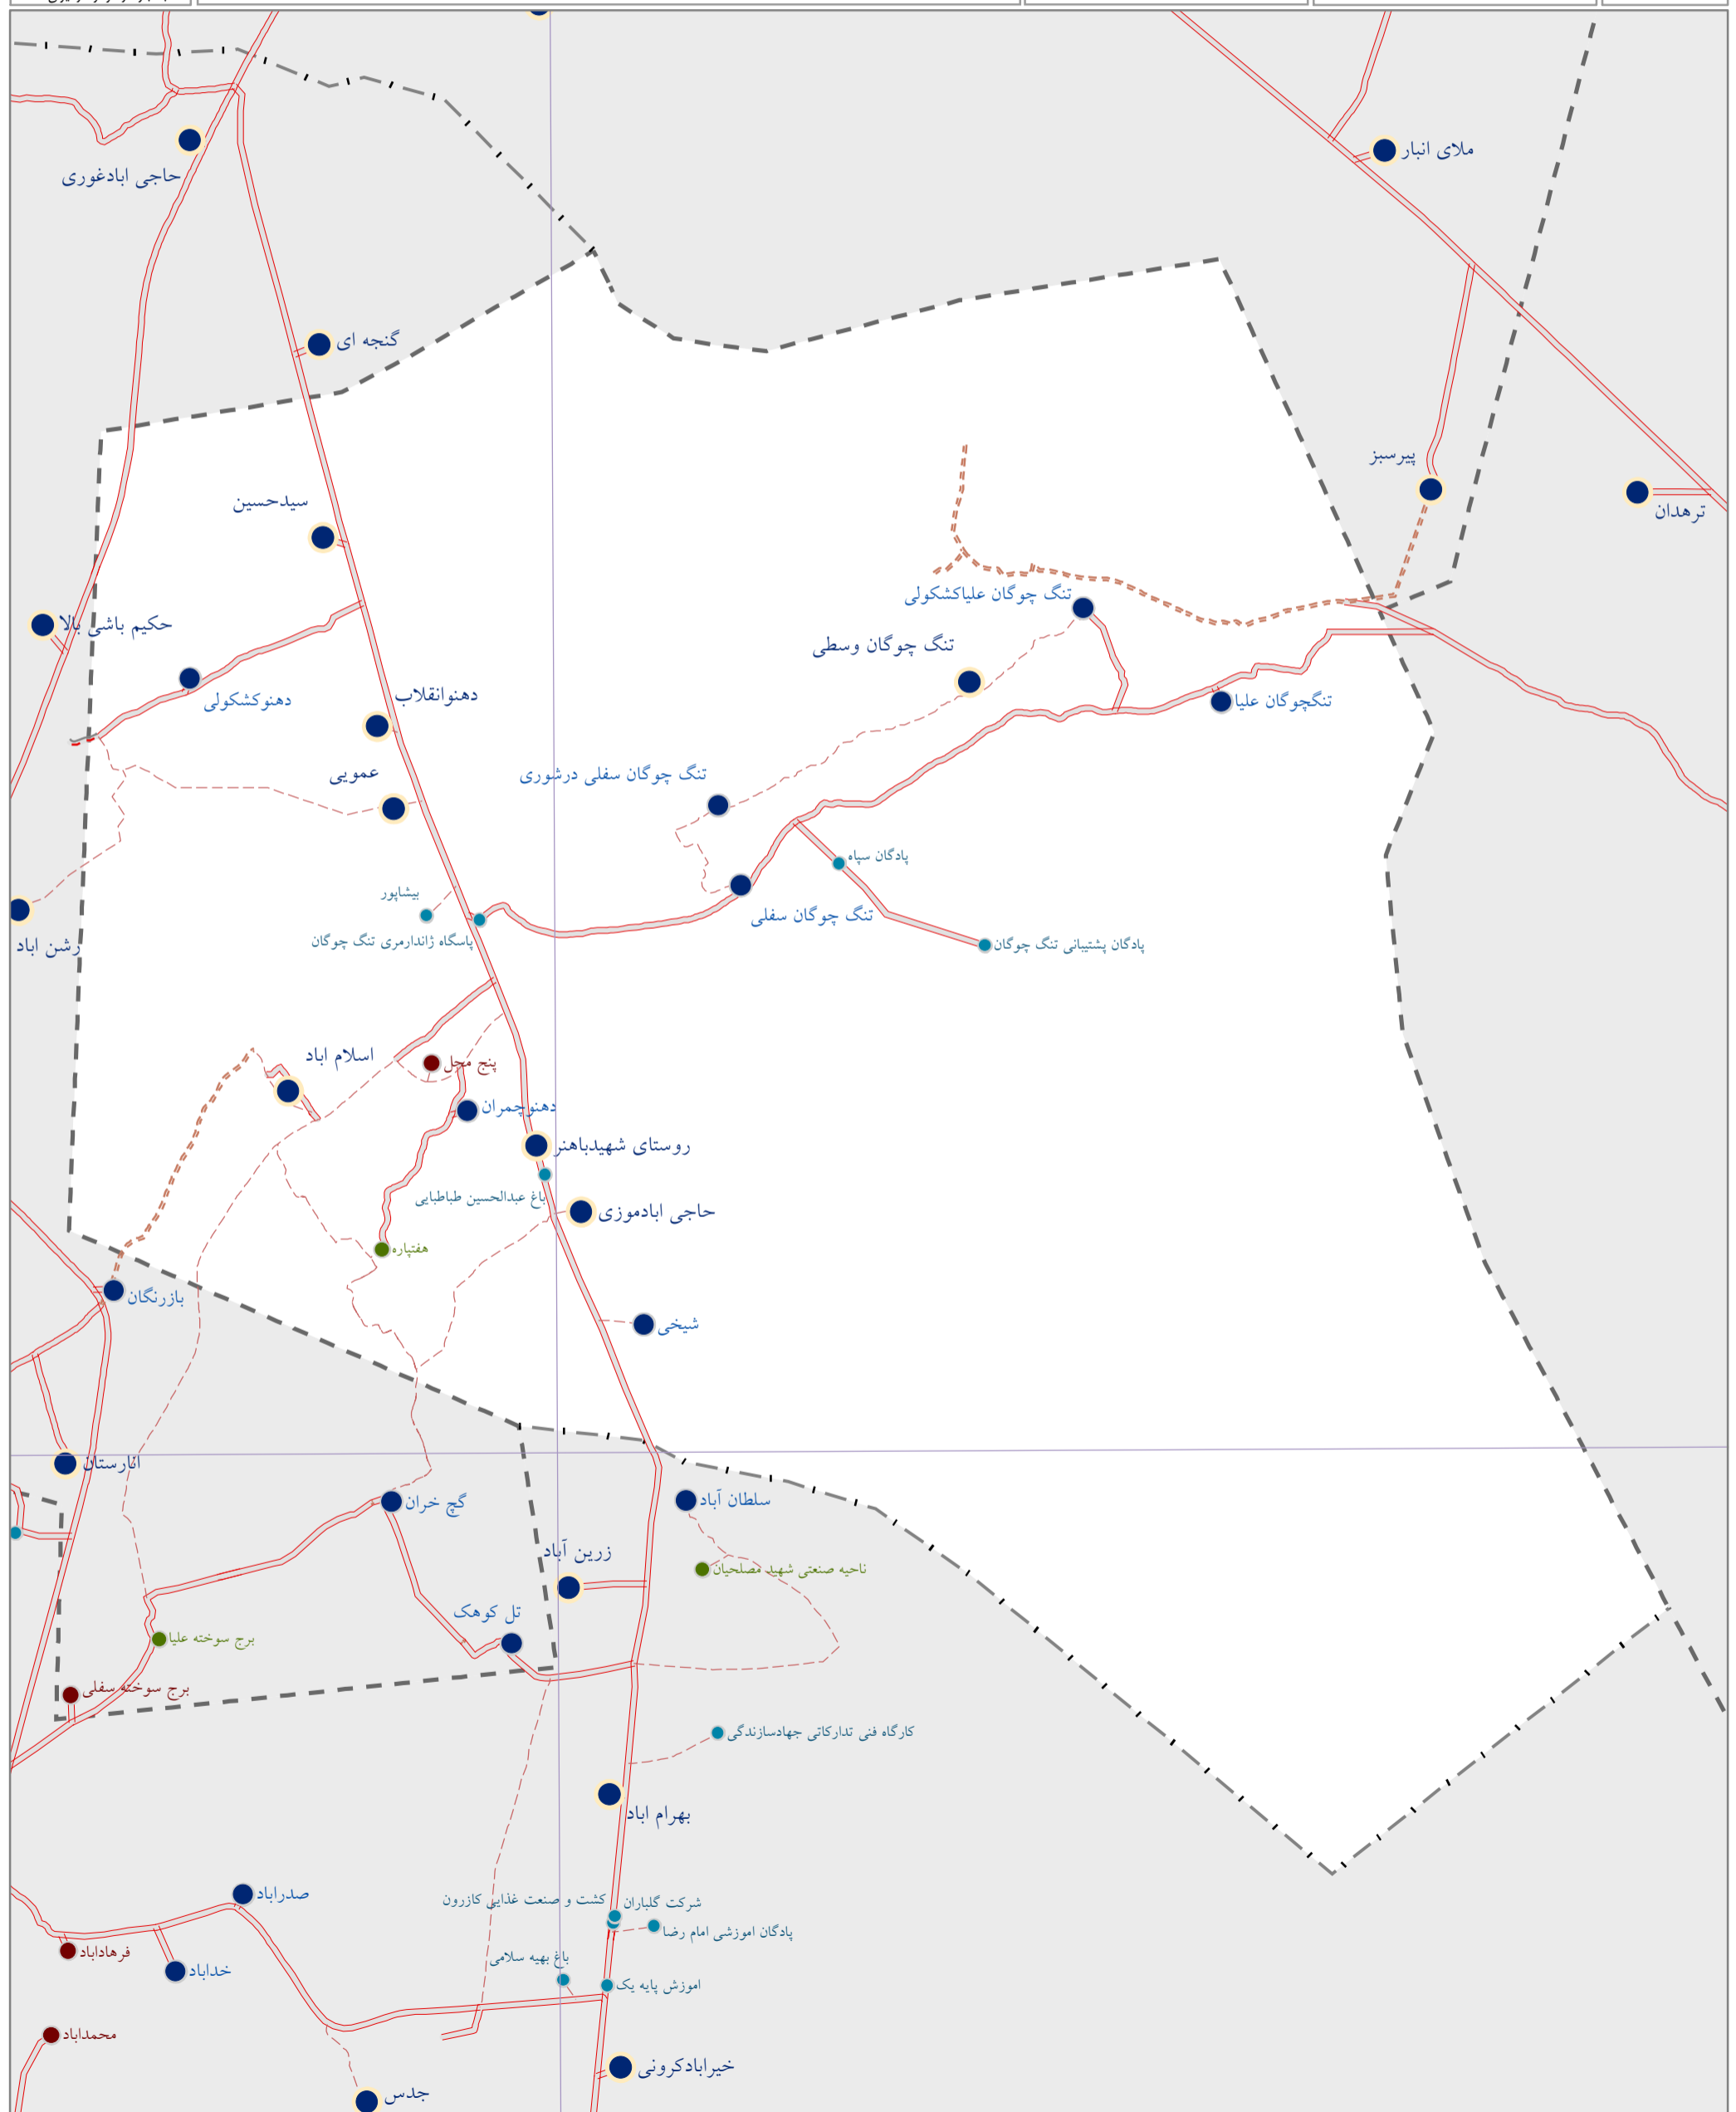 ملای انبار
حاجی ابادغوری
گنجه ای
پیرسبز
سیدحسین
ترهدان
تنگ چوگان علیاکشکولی
حکیم باشی بالا
تنگ چوگان وسطی
دهنوانقلاب
دهنوکشکولی
تنگچوگان علیا
عمویی
تنگ چوگان سفلی درشوری
پادگان سپاه
بیشاپور
تنگ چوگان سفلی
پاسگاه ژاندارمری تنگ چوگان
پادگان پشتیبانی تنگ چوگان
رشن اباد
اسلام اباد
پنج محل
دهنوچمران
روستای شهیدباهنر
باغ عبدالحسین طباطبایی
حاجی ابادموزی
هفتپاره
بازرنگان
شیخی
انارستان
گچ خران
سلطان آباد
زرین آباد
ناحیه صنعتی شهید مصلحیان
تل کوهک
برج سوخته علیا
برج سوخته سفلی
کارگاه فنی تدارکاتی جهادسازندگی
بهرام اباد
صدراباد
کشت و صنعت غذایی کازرون
شرکت گلباران
پادگان اموزشی امام رضا
فرهاداباد
باغ بهیه سلامی
خداباد
اموزش پایه یک
محمداباد
خیرابادکرونی
جدس